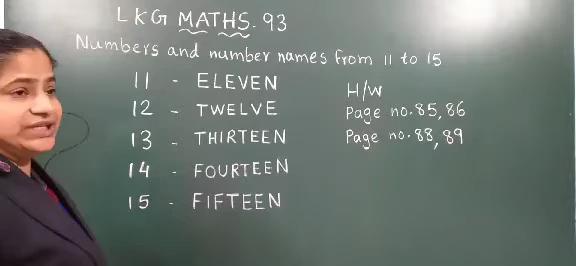 LKG MATHS. 93
Numbers and number names from 11 to 15
11 - ELEVEN
12 - TWELVE
13 - THIRTEEN
14 - FOURTEEN
15 - FIFTEEN
H/W
Page no. 85, 86
Page no. 88, 89